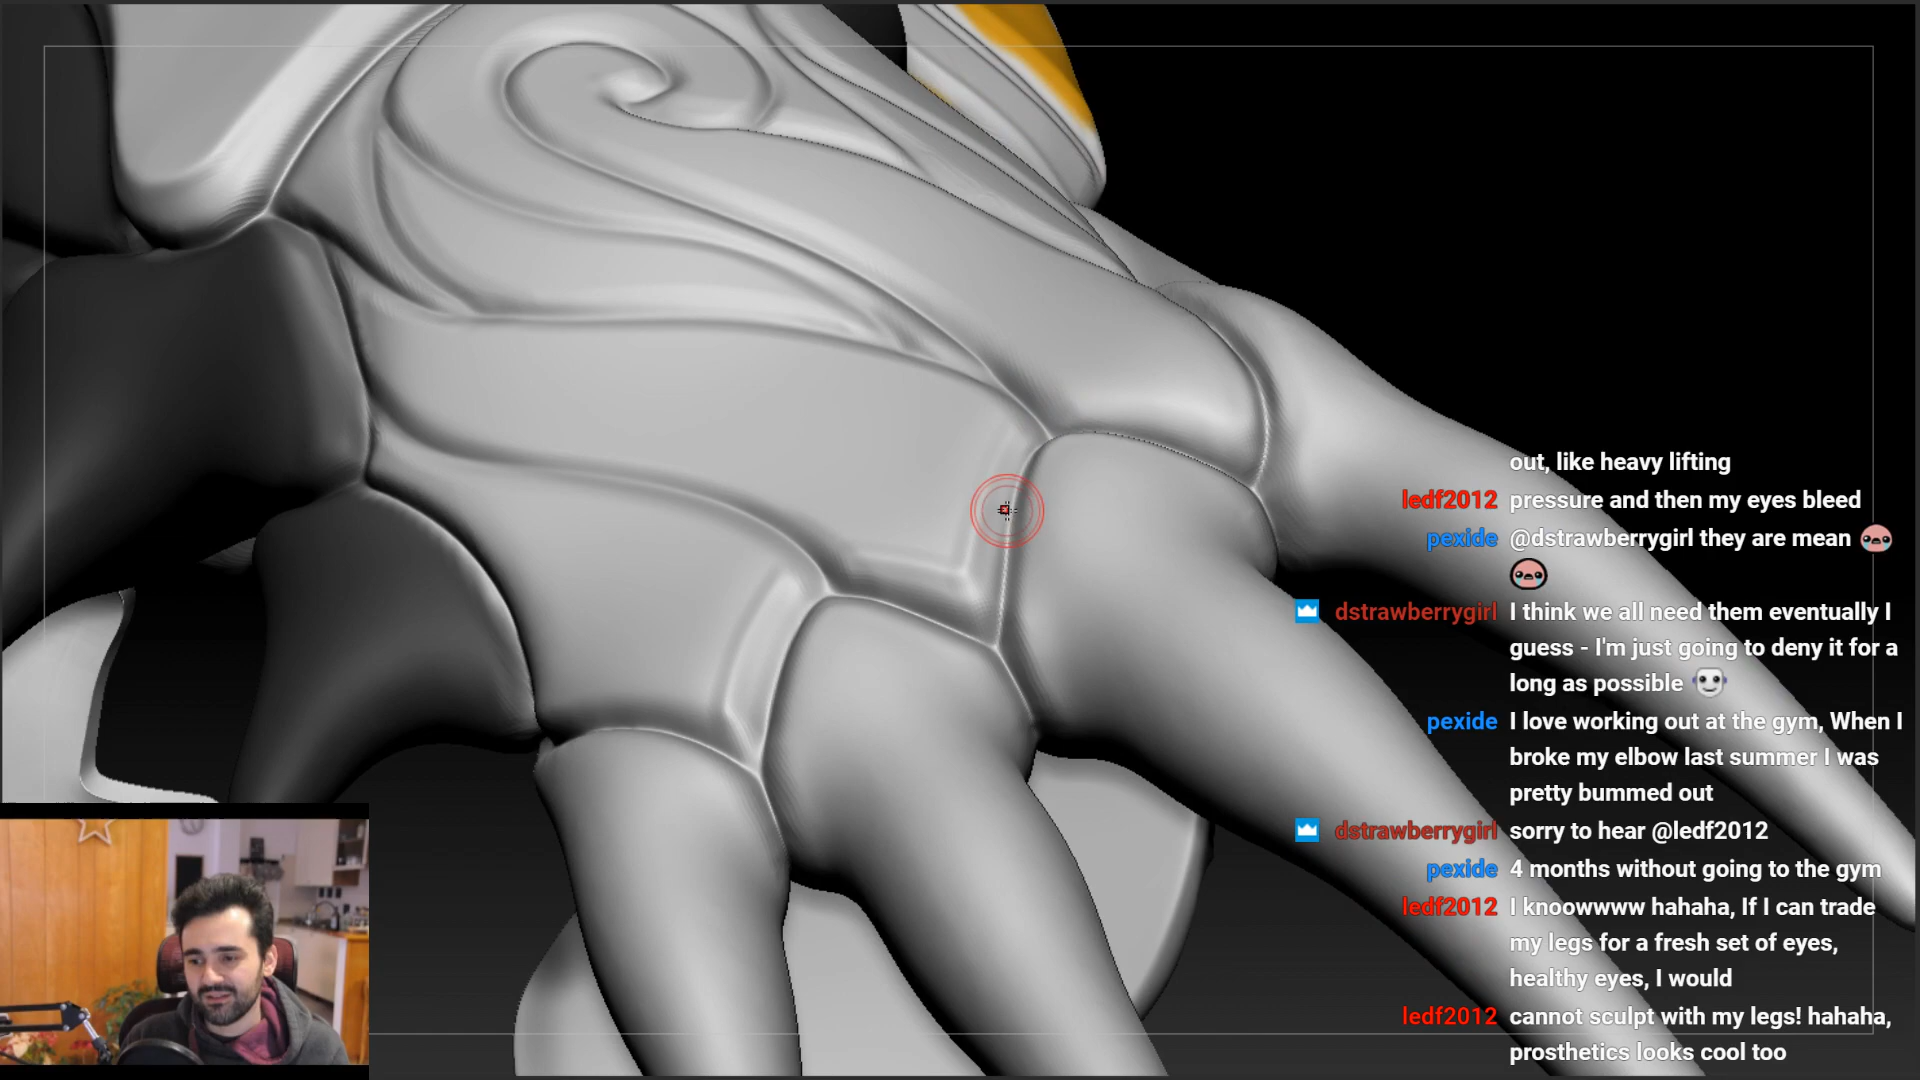 out, like heavy lifting
ledf2012 pressure and then my eyes bleed
pexide @dstrawberrygirl they are mean
dstrawberrygirl I think we all need them eventually I
guess - I'm just going to deny it for a
long as possible
pexide I love working out at the gym, When I
broke my elbow last summer I was
pretty bummed out
dstrawberrygirl sorry to hear @ledf2012
pexide 4 months without going to the gym
ledf2012 I knoowwww hahaha, If I can trade
my legs for a fresh set of eyes,
healthy eyes, I would
ledf2012 cannot sculpt with my legs! hahaha,
prosthetics looks cool too